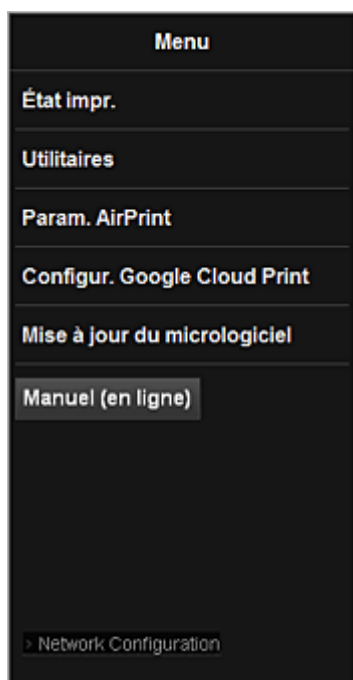 Menu
État impr.
Utilitaires
Param. AirPrint
Configur. Google Cloud Print
Mise à jour du micrologiciel
Manuel (en ligne)
> Network Configuration